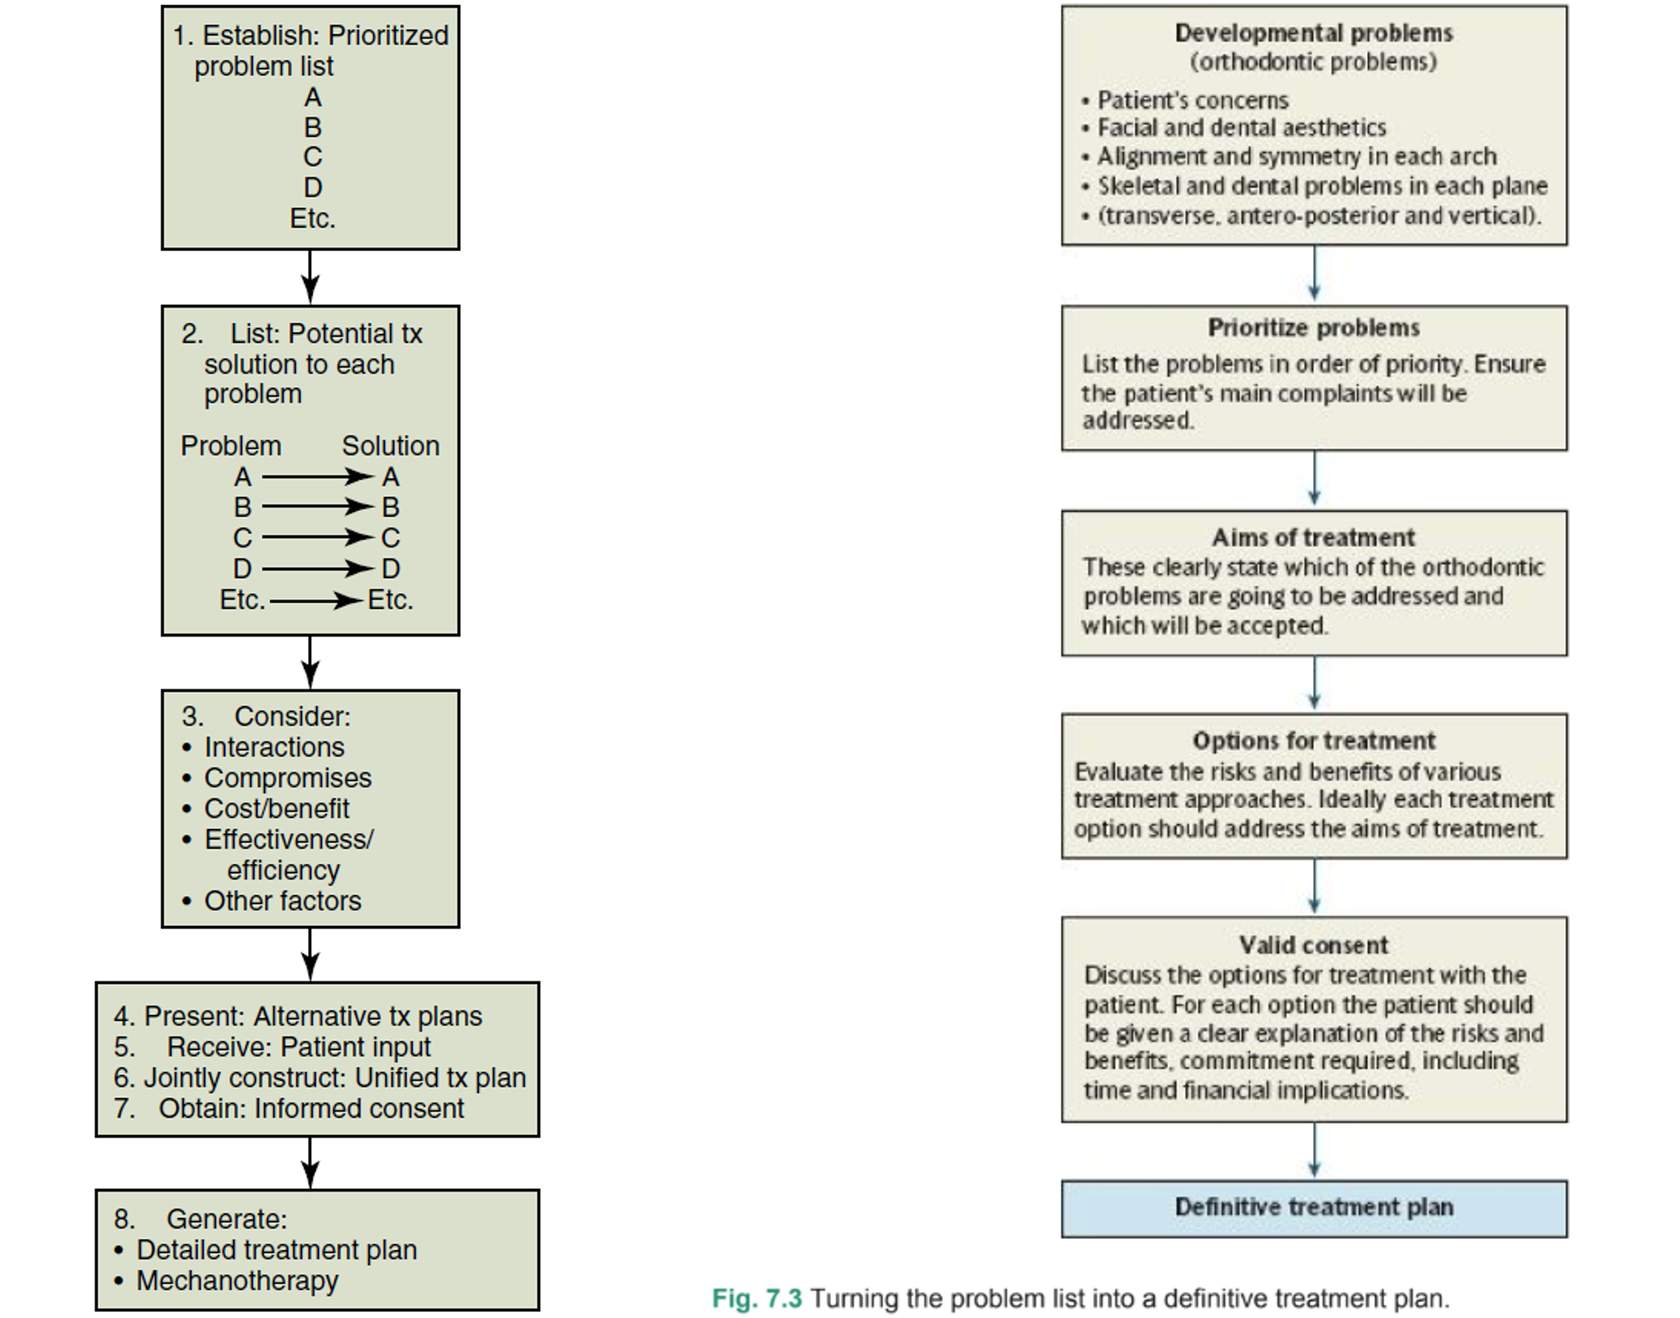 1. Establish: Prioritized
problem list
A
B
C
D
Etc.
2. List: Potential tx
solution to each
problem
Problem Solution
A A
B B
C C
D D
Etc. Etc.
3. Consider:
• Interactions
• Compromises
• Cost/benefit
• Effectiveness/
efficiency
• Other factors
4. Present: Alternative tx plans
5. Receive: Patient input
6. Jointly construct: Unified tx plan
7. Obtain: Informed consent
8. Generate:
• Detailed treatment plan
• Mechanotherapy
Developmental problems
(orthodontic problems)
• Patient's concerns
• Facial and dental aesthetics
• Alignment and symmetry in each arch
• Skeletal and dental problems in each plane
• (transverse, antero-posterior and vertical).
Prioritize problems
List the problems in order of priority. Ensure
the patient's main complaints will be
addressed.
Aims of treatment
These clearly state which of the orthodontic
problems are going to be addressed and
which will be accepted.
Options for treatment
Evaluate the risks and benefits of various
treatment approaches. Ideally each treatment
option should address the aims of treatment.
Valid consent
Discuss the options for treatment with the
patient. For each option the patient should
be given a clear explanation of the risks and
benefits, commitment required, including
time and financial implications.
Definitive treatment plan
Fig. 7.3 Turning the problem list into a definitive treatment plan.